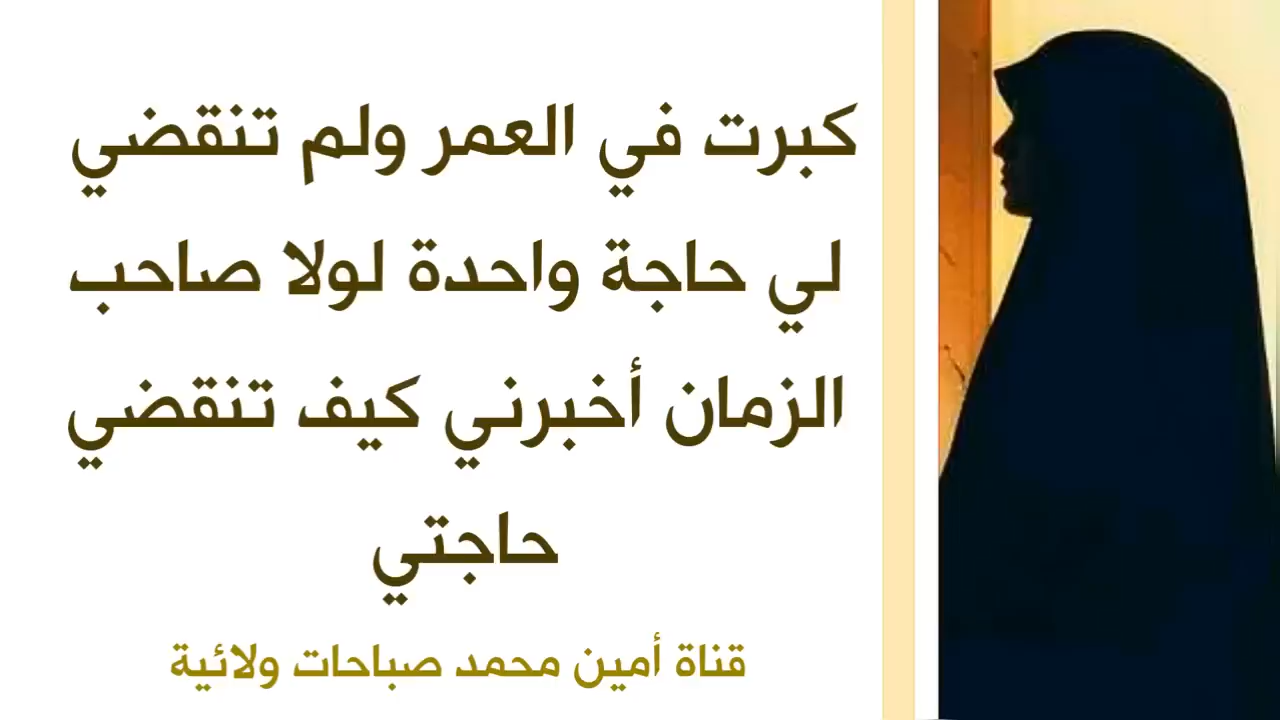 كبرت في العمر ولم تنقضي
لي حاجة واحدة لولا صاحب
الزمان أخبرني كيف تنقضي
حاجتي
قناة أمين محمد صباحات ولائية